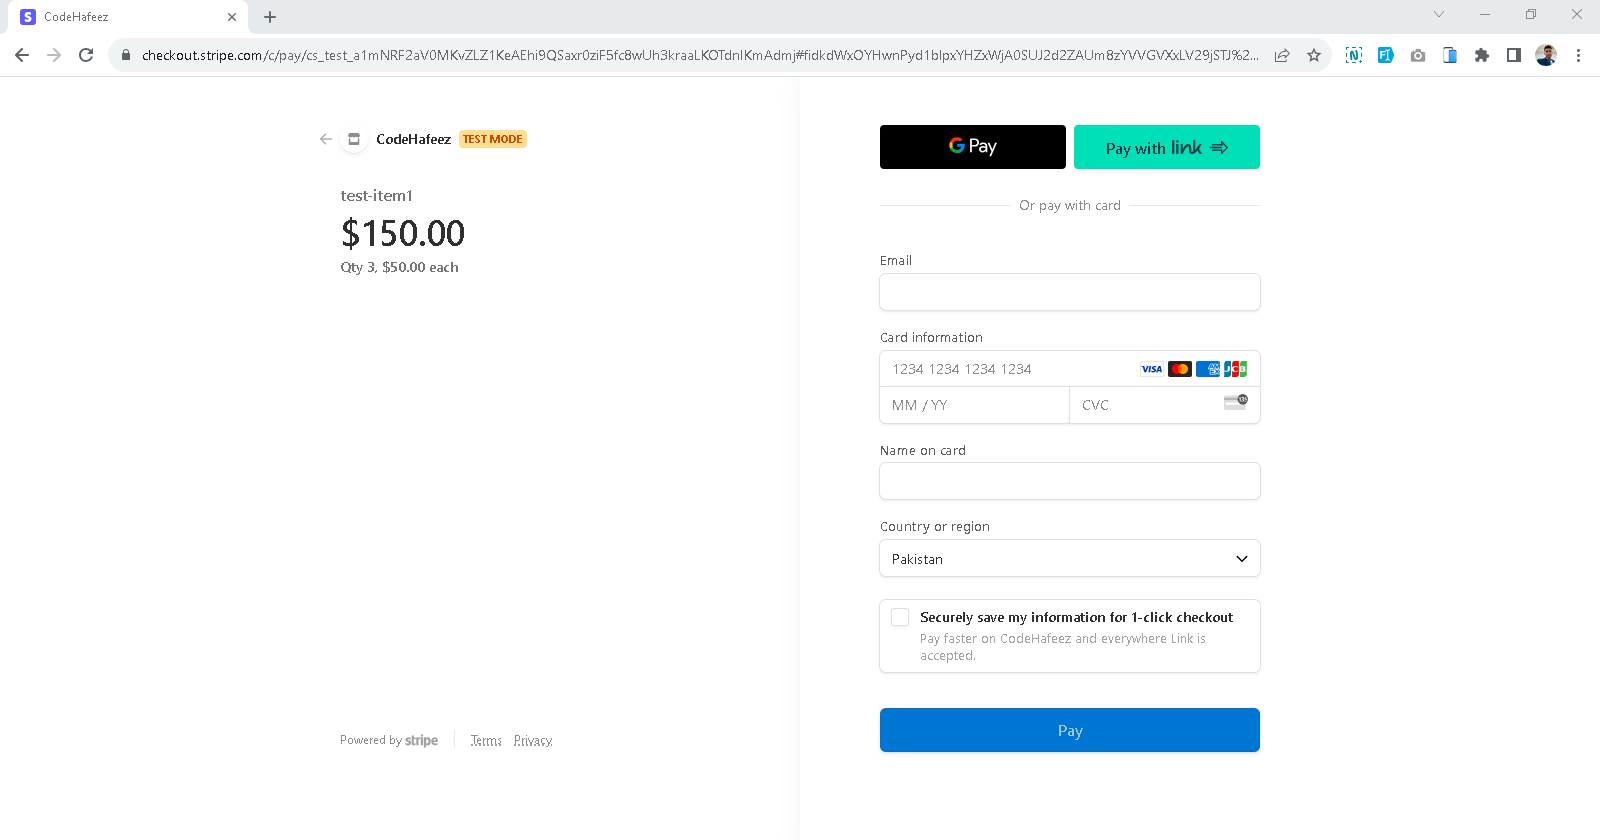 CodeHafeez
checkout.stripe.com/c/pay/
CodeHafeez TEST MODE
test-item1
$150.00
Qty 3, $50.00 each
Powered by stripe Terms Privacy
G Pay Pay with link
Or pay with card
Email
Card information
1234 1234 1234 1234 VISA AMEX JCB
MM / YY CVC
Name on card
Country or region
Pakistan
Securely save my information for 1-click checkout
Pay faster on CodeHafeez and everywhere Link is
accepted.
Pay